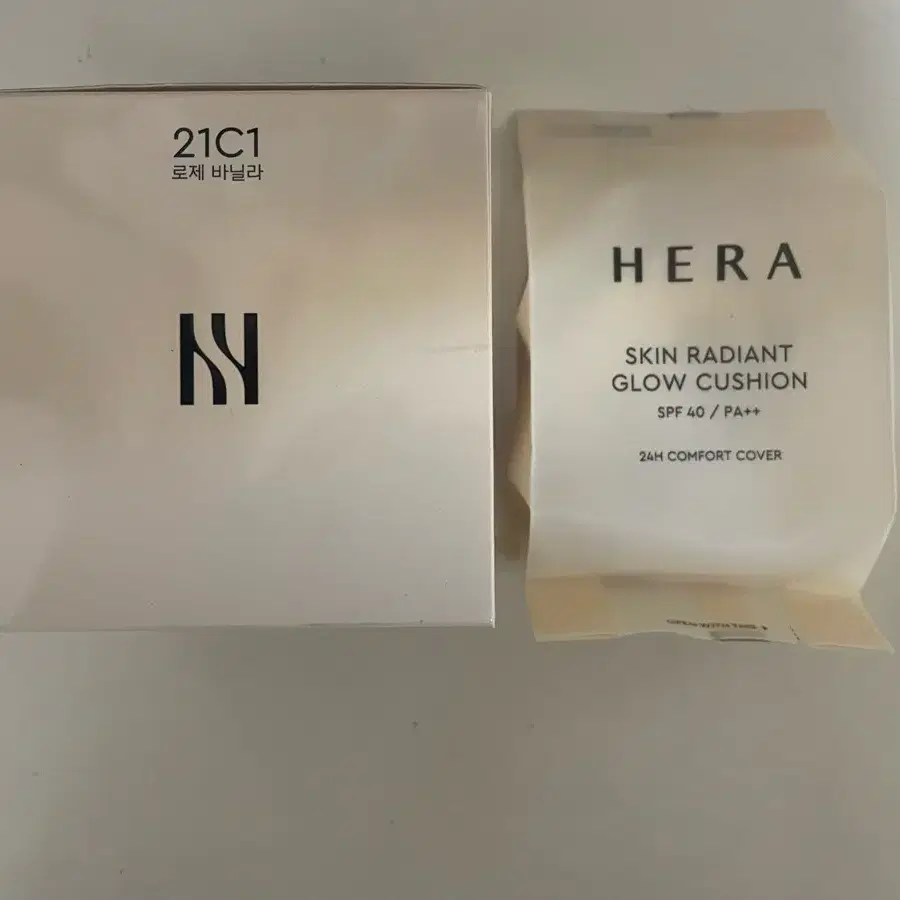 21C1
로제 바닐라
HERA
SKIN RADIANT
GLOW CUSHION
SPF 40 / PA++
24H COMFORT COVER